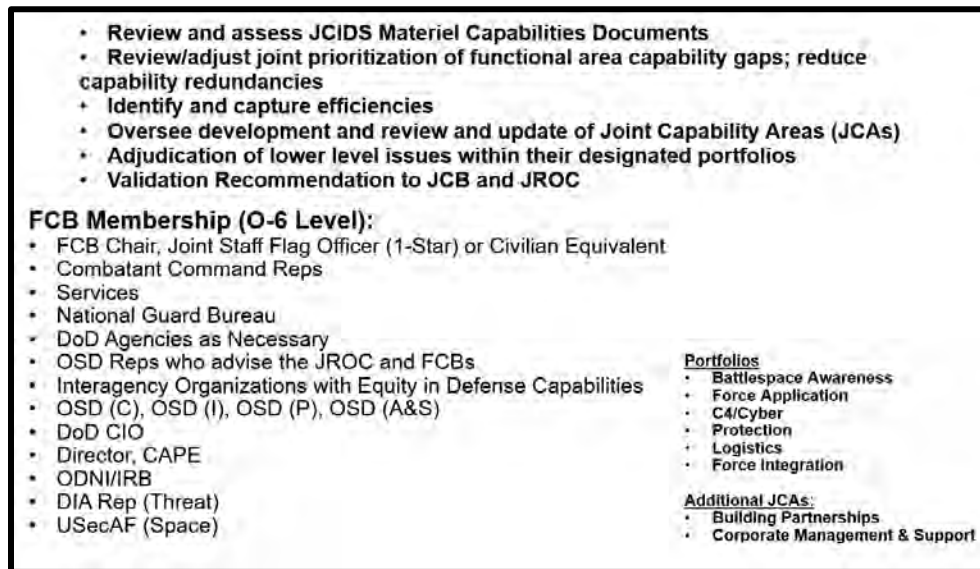 • Review and assess JCIDS Materiel Capabilities Documents
• Review/adjust joint prioritization of functional area capability gaps; reduce
capability redundancies
• Identify and capture efficiencies
• Oversee development and review and update of Joint Capability Areas (JCAs)
• Adjudication of lower level issues within their designated portfolios
• Validation Recommendation to JCB and JROC
FCB Membership (O-6 Level):
• FCB Chair, Joint Staff Flag Officer (1-Star) or Civilian Equivalent
• Combatant Command Reps
• Services
• National Guard Bureau
• DoD Agencies as Necessary
• OSD Reps who advise the JROC and FCBs
• Interagency Organizations with Equity in Defense Capabilities
• OSD (C), OSD (I), OSD (P), OSD (A&S)
• DoD CIO
• Director, CAPE
• ODNI/IRB
• DIA Rep (Threat)
• USecAF (Space)
Portfolios
• Battlespace Awareness
• Force Application
• C4/Cyber
• Protection
• Logistics
• Force Integration
Additional JCAs:
• Building Partnerships
• Corporate Management & Support